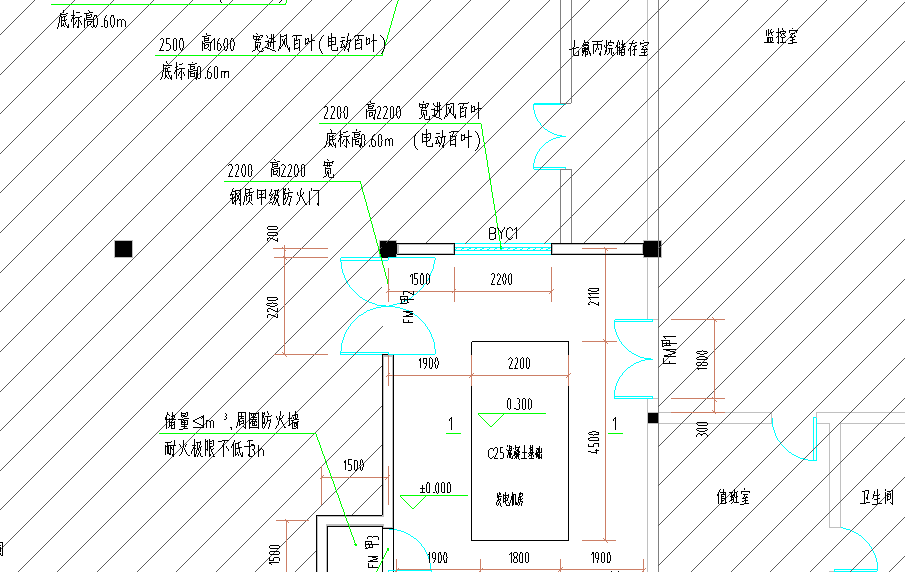 底标高0.60m
2500 高1600 宽进风百叶(电动百叶)
底标高0.60m
七氟丙烷储存室
监控室
2200 高2200 宽进风百叶
底标高0.60m (电动百叶)
2200 高2200 宽
钢质甲级防火门
BYC1
200
2200
1500
2200
2110
FM甲2
FM甲1
1800
300
1900
2200
0.300
1
1
4500
C25混凝土基础
发电机房
±0.000
储量≤1m³,周圈防火墙
耐火极限不低于3h
1500
1500
FM甲3
1900
1800
1900
值班室
卫生间